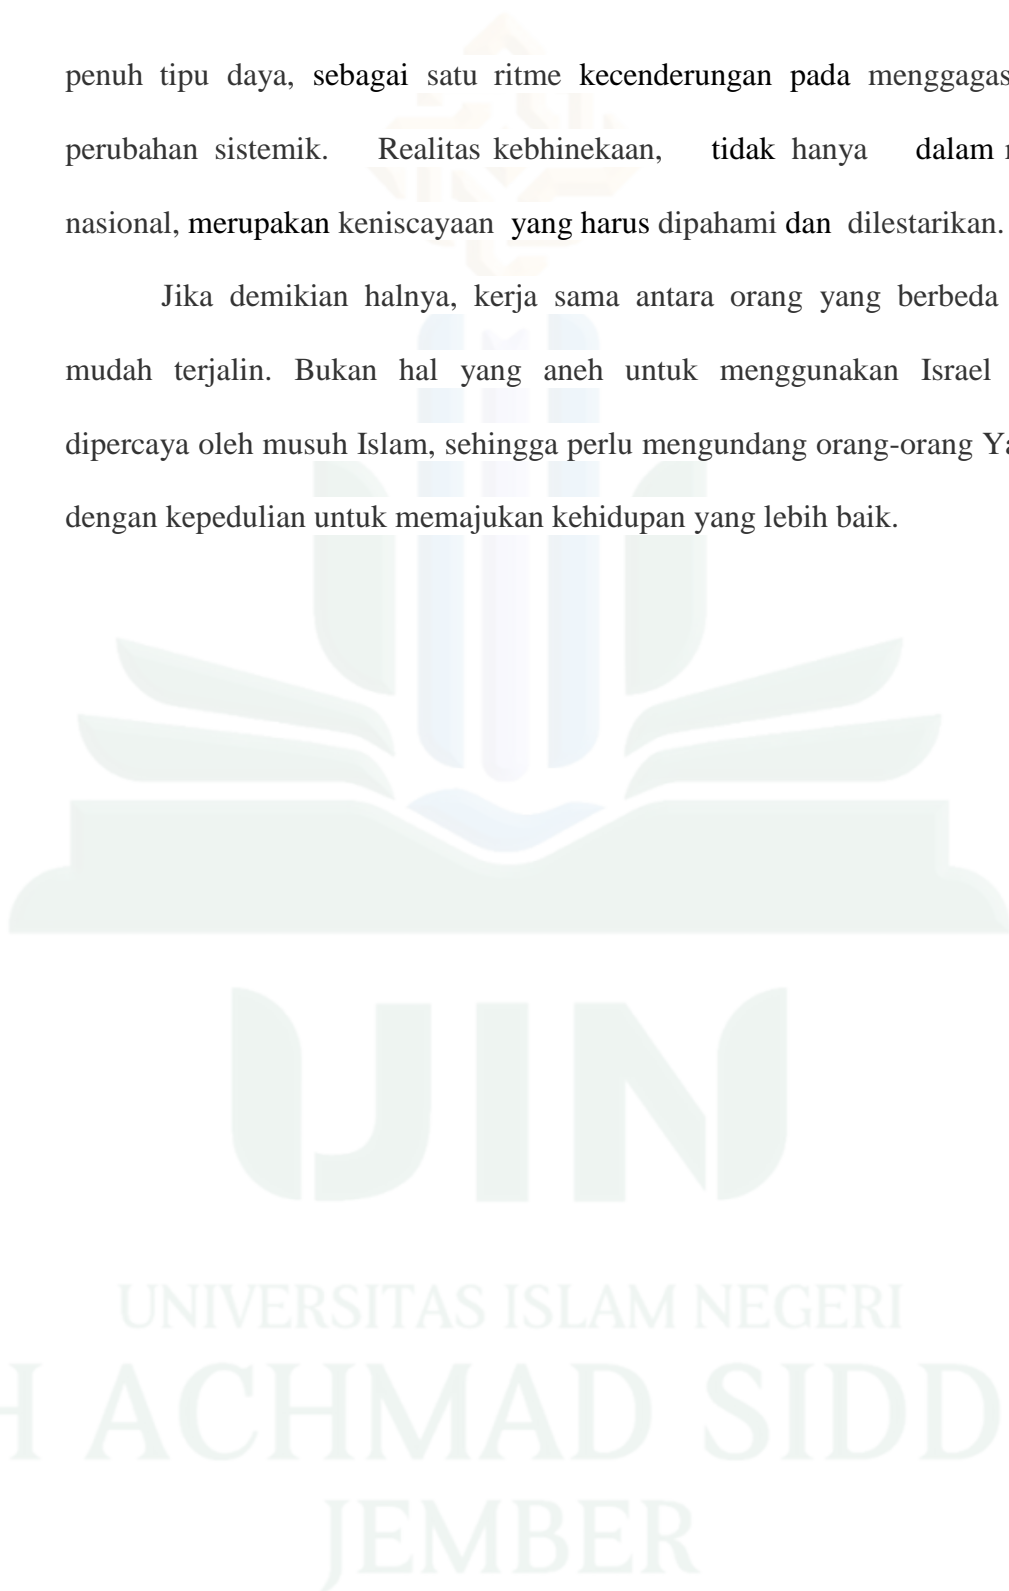 penuh tipu daya, sebagai satu ritme kecenderungan pada menggagas
perubahan sistemik. Realitas kebhinekaan, tidak hanya dalam
nasional, merupakan keniscayaan yang harus dipahami dan dilestarikan.
Jika demikian halnya, kerja sama antara orang yang berbeda
mudah terjalin. Bukan hal yang aneh untuk menggunakan Israel
dipercaya oleh musuh Islam, sehingga perlu mengundang orang-orang
dengan kepedulian untuk memajukan kehidupan yang lebih baik.
UIN
UNIVERSITAS ISLAM NEGERI
ACHMAD SIDD
JEMBER